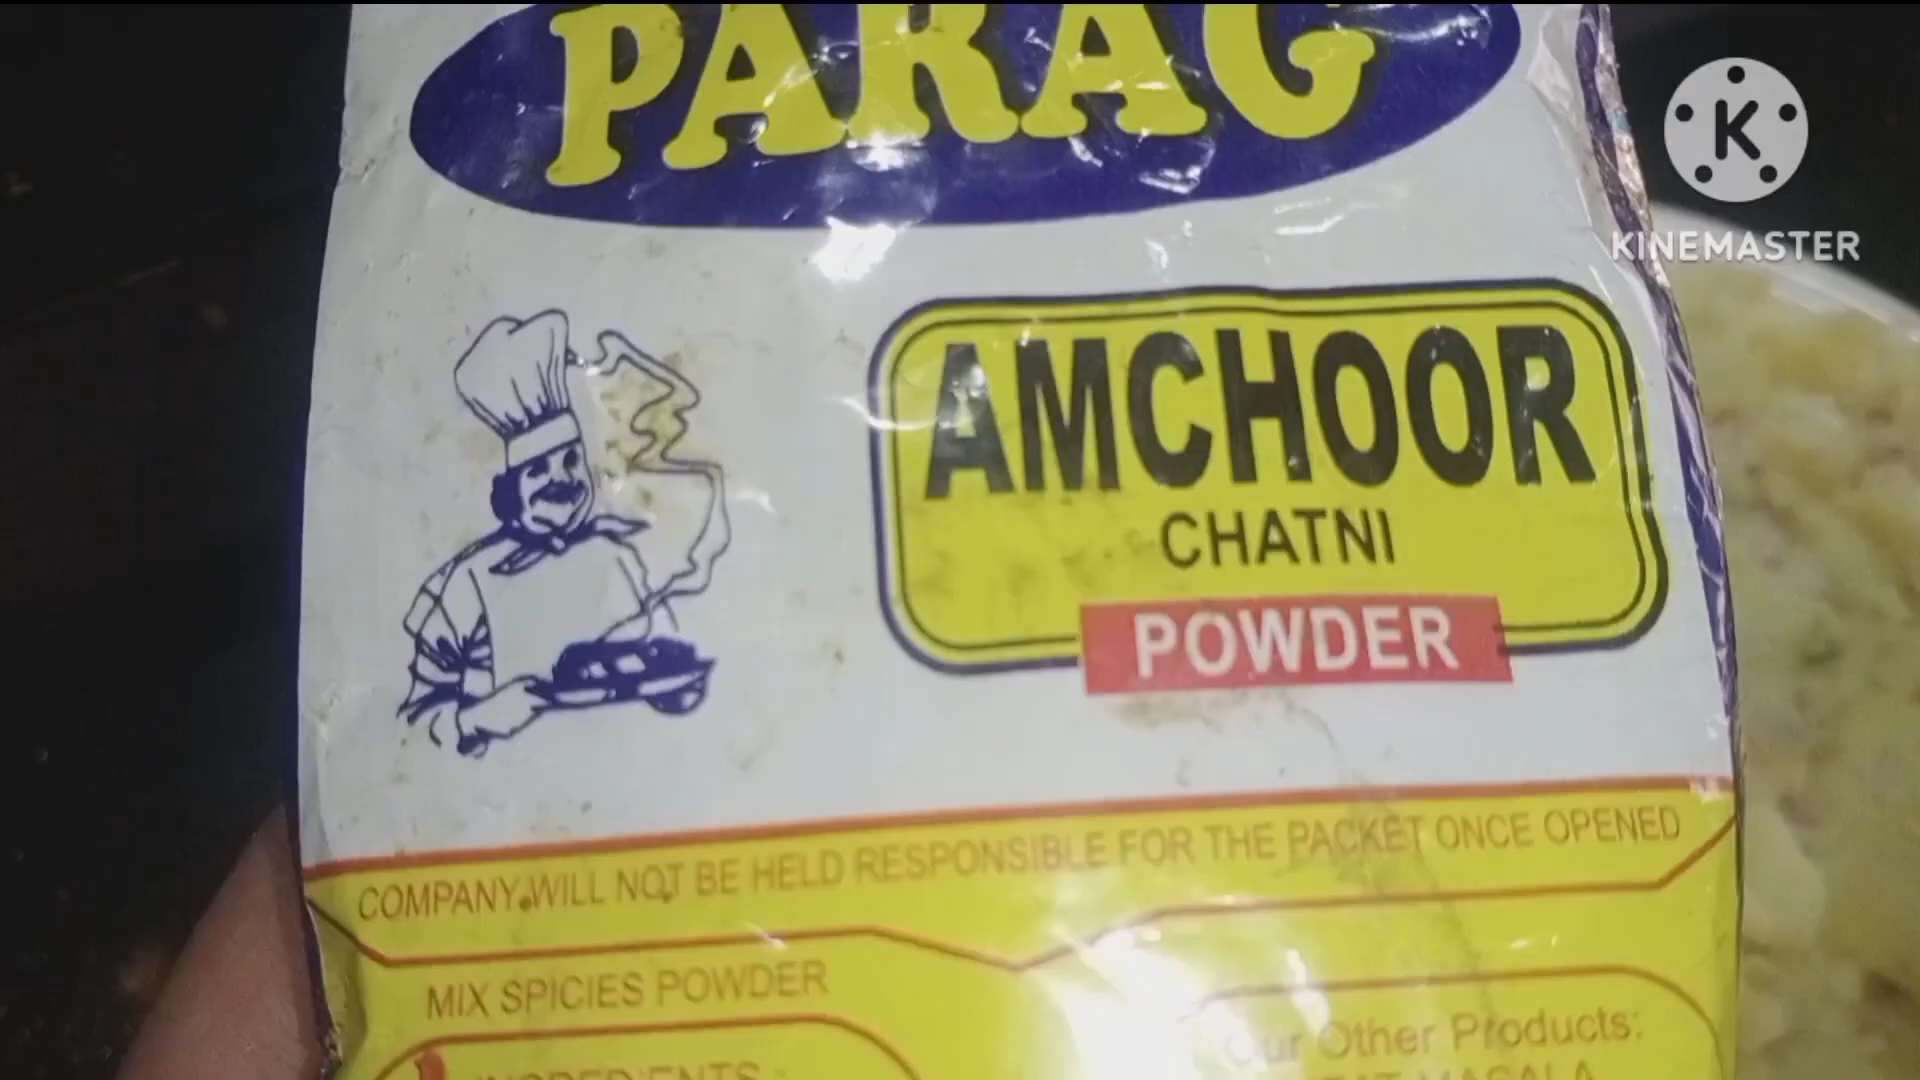 PARAG
K
KINEMASTER
AMCHOOR
CHATNI
POWDER
COMPANY WILL NOT BE HELD RESPONSIBLE FOR THE PACKET ONCE OPENED
MIX SPICIES POWDER
INGREDIENTS :
Our Other Products:
MASALA